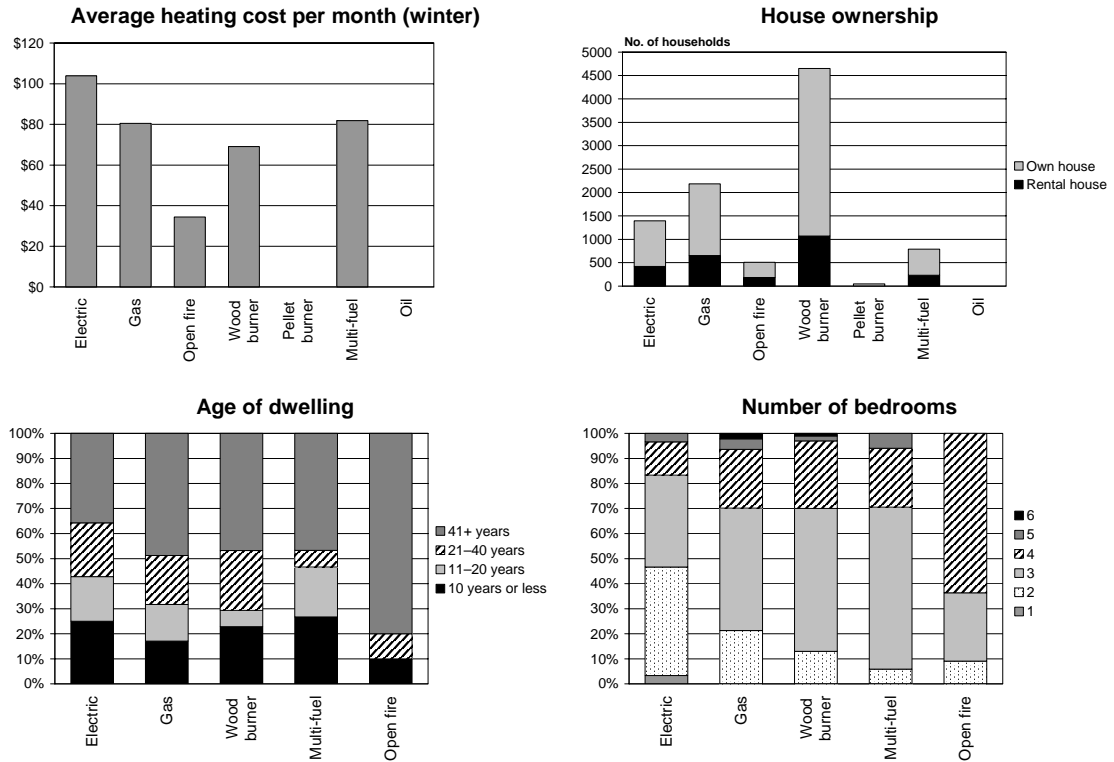 Average heating cost per month (winter)
$120
$100
$80
$60
$40
$20
$0
Electric
Gas
Open fire
Wood
burner
Pellet
burner
Multi-fuel
Oil
House ownership
No. of households
5000
4500
4000
3500
3000
2500
2000
1500
1000
500
0
Electric
Gas
Open fire
Wood
burner
Pellet
burner
Multi-fuel
Oil
Own house
Rental house
Age of dwelling
100%
90%
80%
70%
60%
50%
40%
30%
20%
10%
0%
Electric
Gas
Wood
burner
Multi-fuel
Open fire
41+ years
21–40 years
11–20 years
10 years or less
Number of bedrooms
100%
90%
80%
70%
60%
50%
40%
30%
20%
10%
0%
Electric
Gas
Wood
burner
Multi-fuel
Open fire
6
5
4
3
2
1